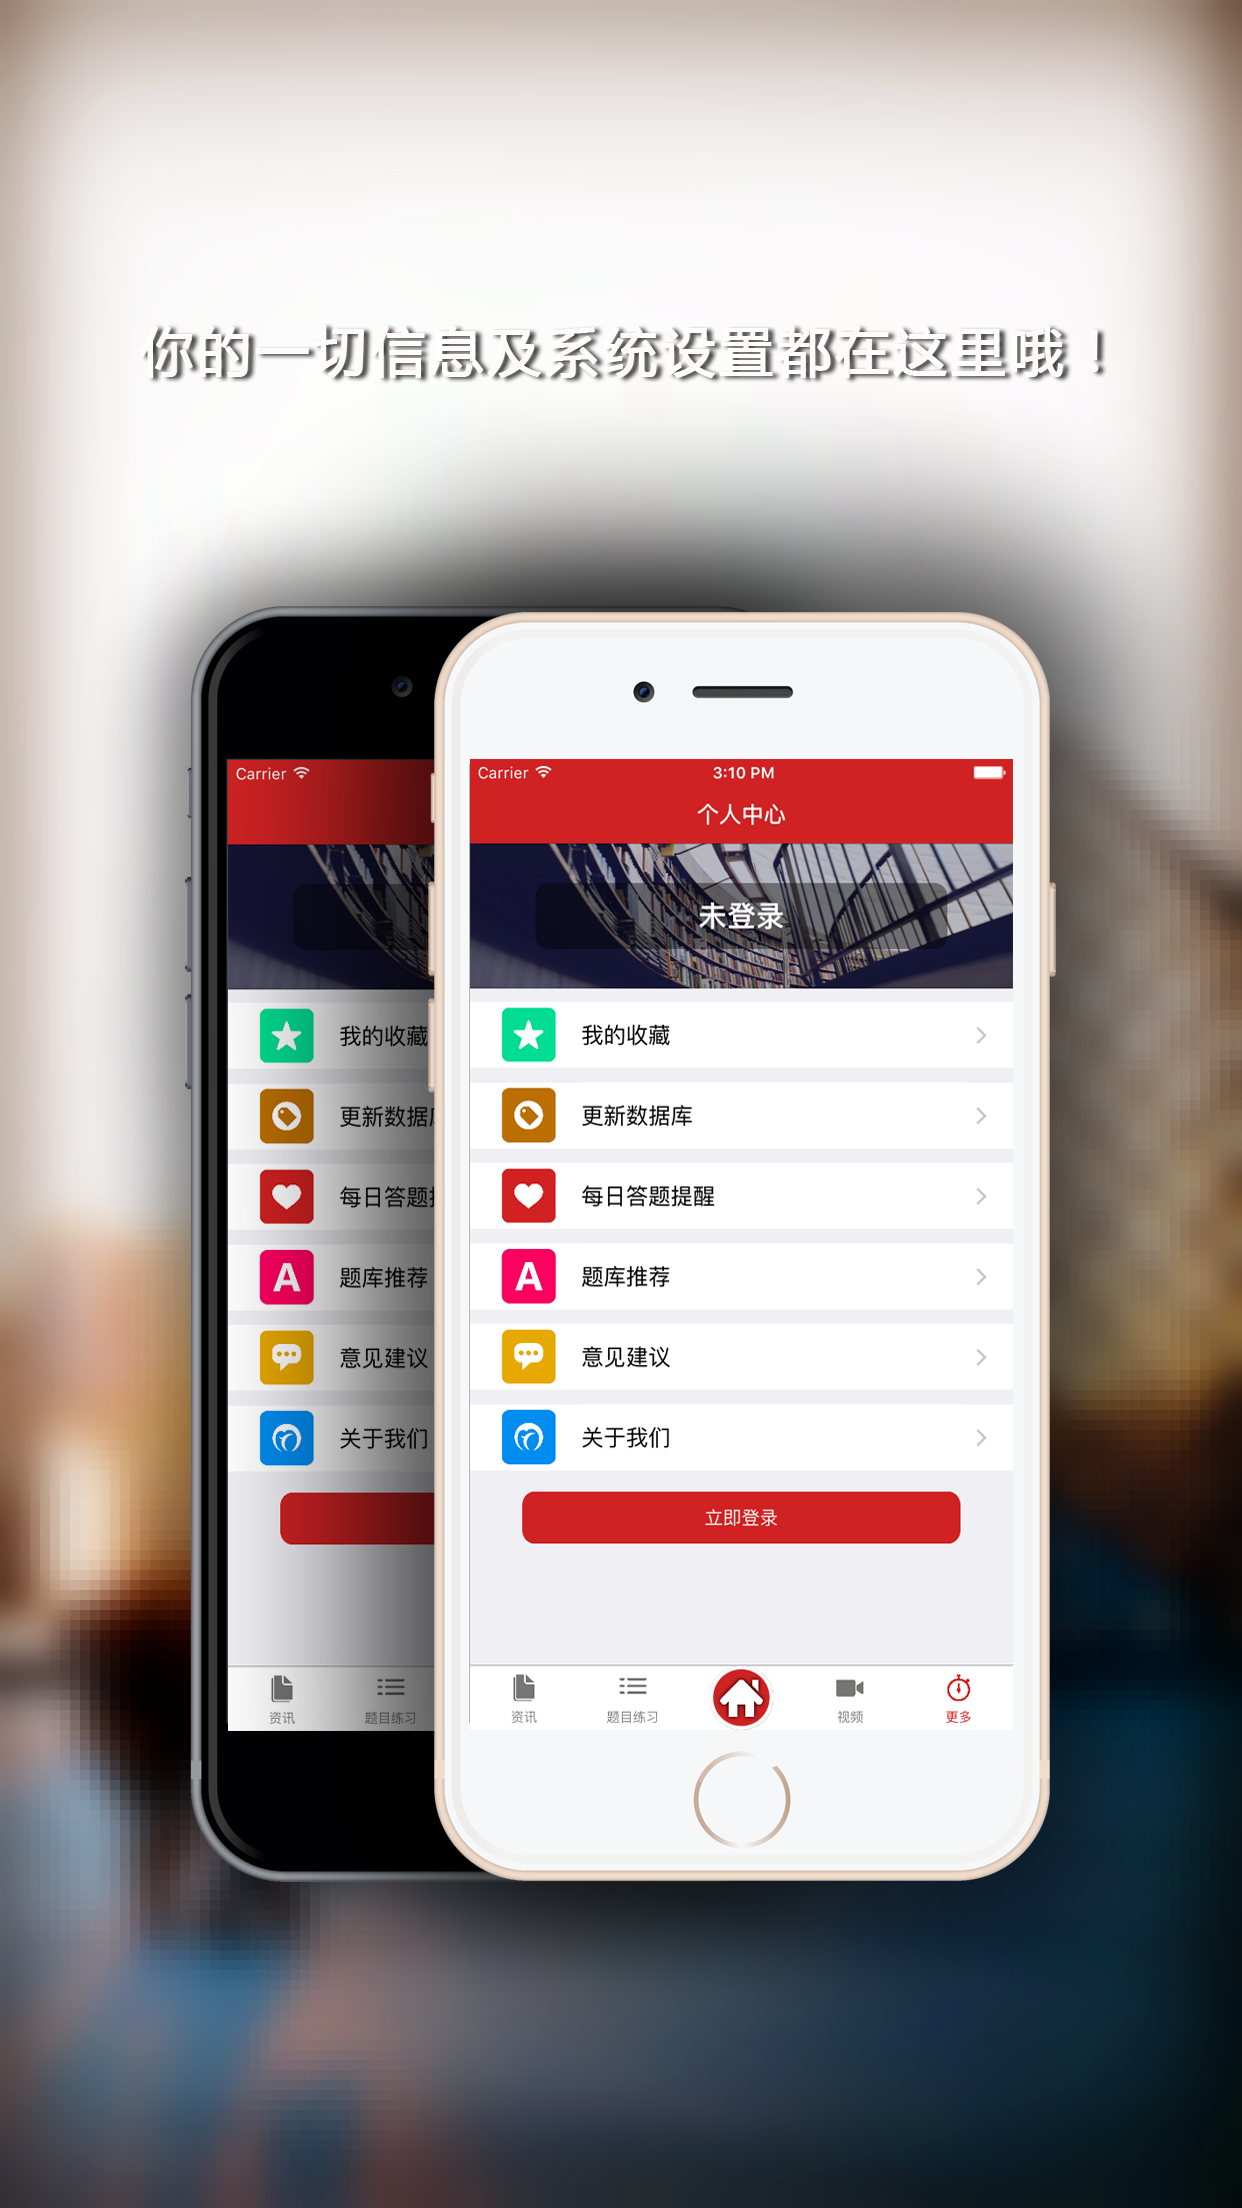 你的一切信息及系统设置都在这里哦！
Carrier
Carrier 3:10 PM
个人中心
未登录
我的收藏
我的收藏
更新数据
更新数据库
每日答题
每日答题提醒
题库推荐
题库推荐
意见建议
意见建议
关于我们
关于我们
立即登录
资讯 题目练习
资讯 题目练习 视频 更多